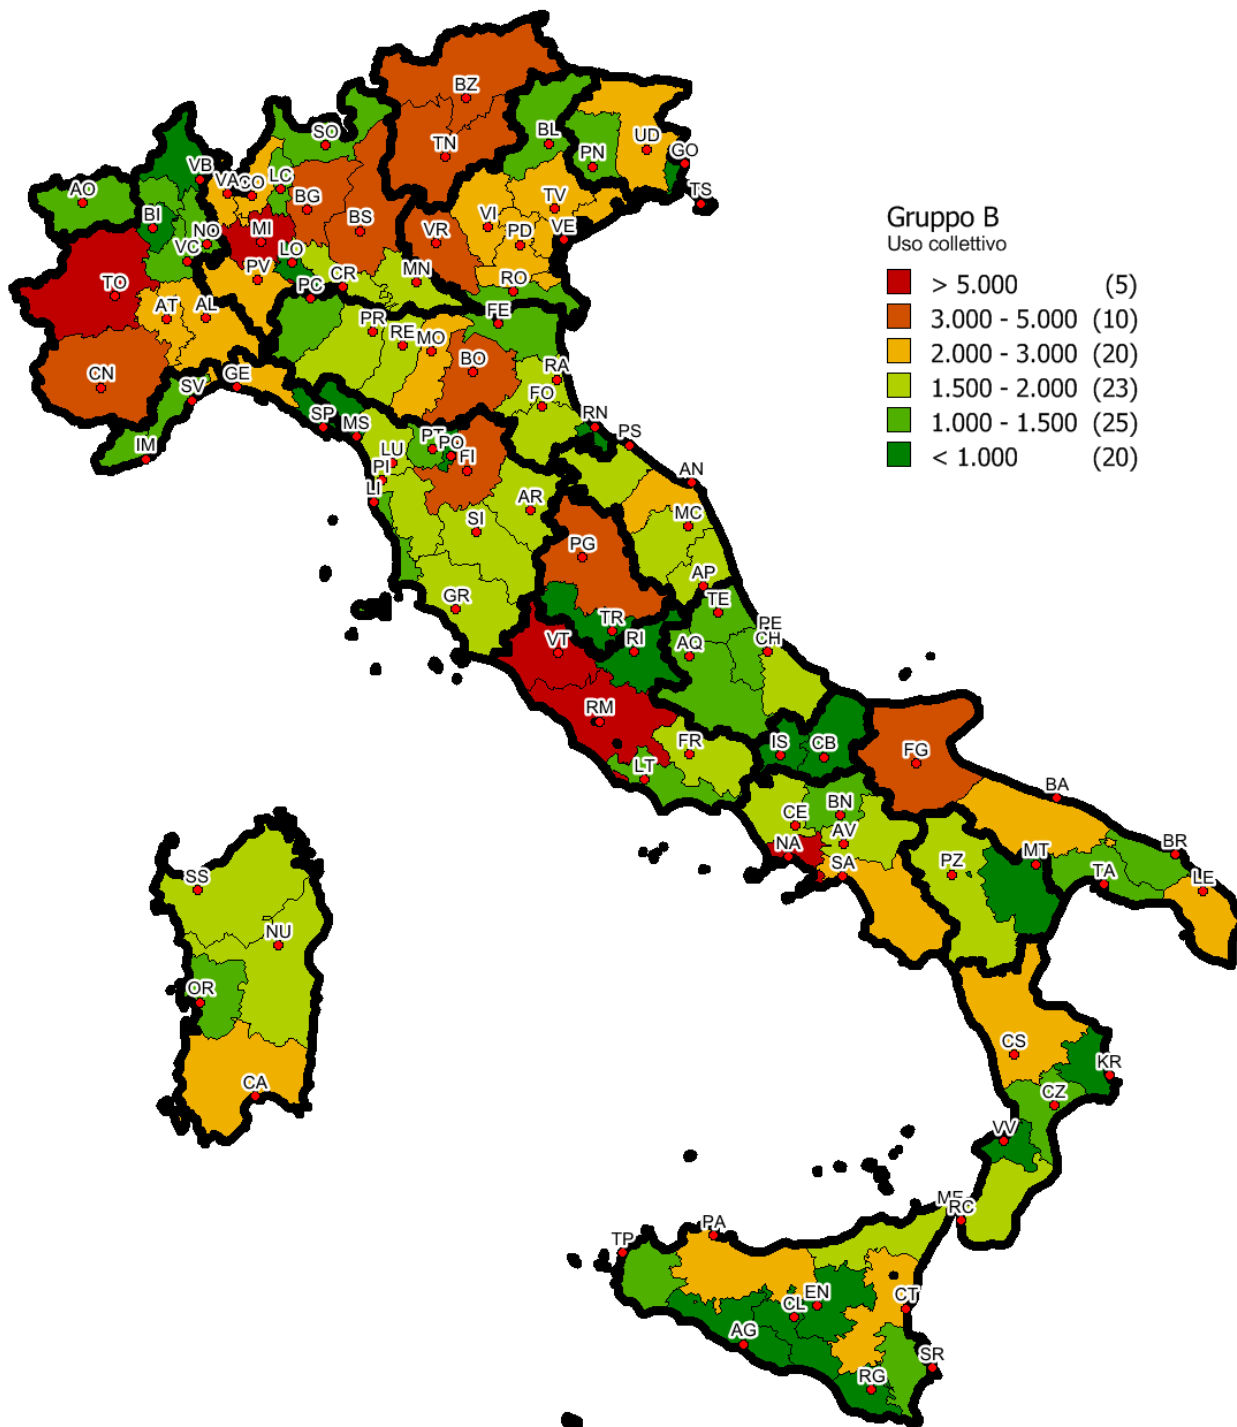 Gruppo B
Uso collettivo
> 5.000 (5)
3.000 - 5.000 (10)
2.000 - 3.000 (20)
1.500 - 2.000 (23)
1.000 - 1.500 (25)
< 1.000 (20)
BZ
SO
BL
UD
TN
PN
GO
VB
VA
CO
LC
AO
BG
TV
TS
BI
NO
MI
BS
VR
VI
PD
VE
VC
LO
TO
PV
CR
MN
RO
PC
AT
AL
FE
PR
RE
MO
CN
GE
BO
SV
RA
FO
SP
MS
RN
PS
IM
LU
PT
PO
FI
PI
LI
AN
AR
SI
MC
PG
AP
GR
TE
TR
PE
VT
RI
AQ
CH
RM
FR
IS
CB
FG
LT
BA
CE
BN
NA
AV
SA
PZ
MT
BR
TA
LE
SS
NU
OR
CA
CS
KR
CZ
VV
RC
PA
TP
EN
CL
CT
AG
SR
RG